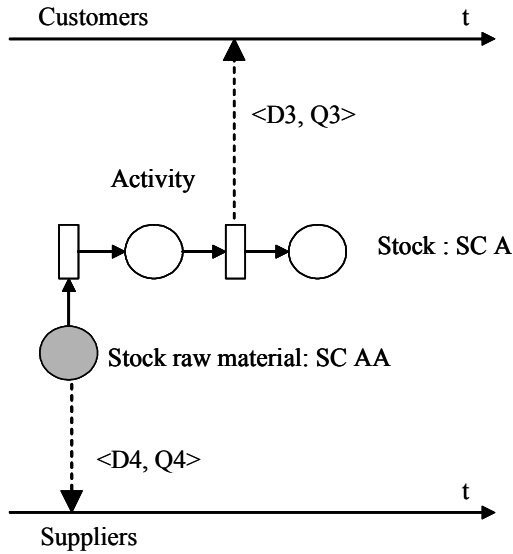 Customers t
<D3, Q3>
Activity
Stock : SC A
Stock raw material: SC AA
<D4, Q4>
t
Suppliers